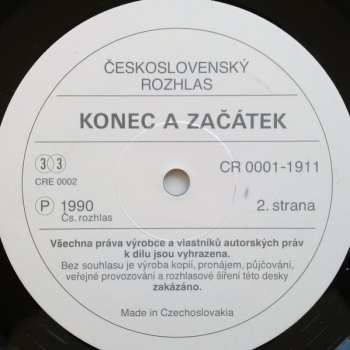 ČESKOSLOVENSKÝ
ROZHLAS
KONEC A ZAČÁTEK
33 CR 0001-1911
CRE 0002
P 1990 2. strana
Čs. rozhlas
Všechna práva výrobce a vlastníků autorských práv
k dílu jsou vyhrazena.
Bez souhlasu je výroba kopií, pronájem, půjčování,
veřejné provozování a rozhlasové šíření této desky
zakázáno.
Made in Czechoslovakia